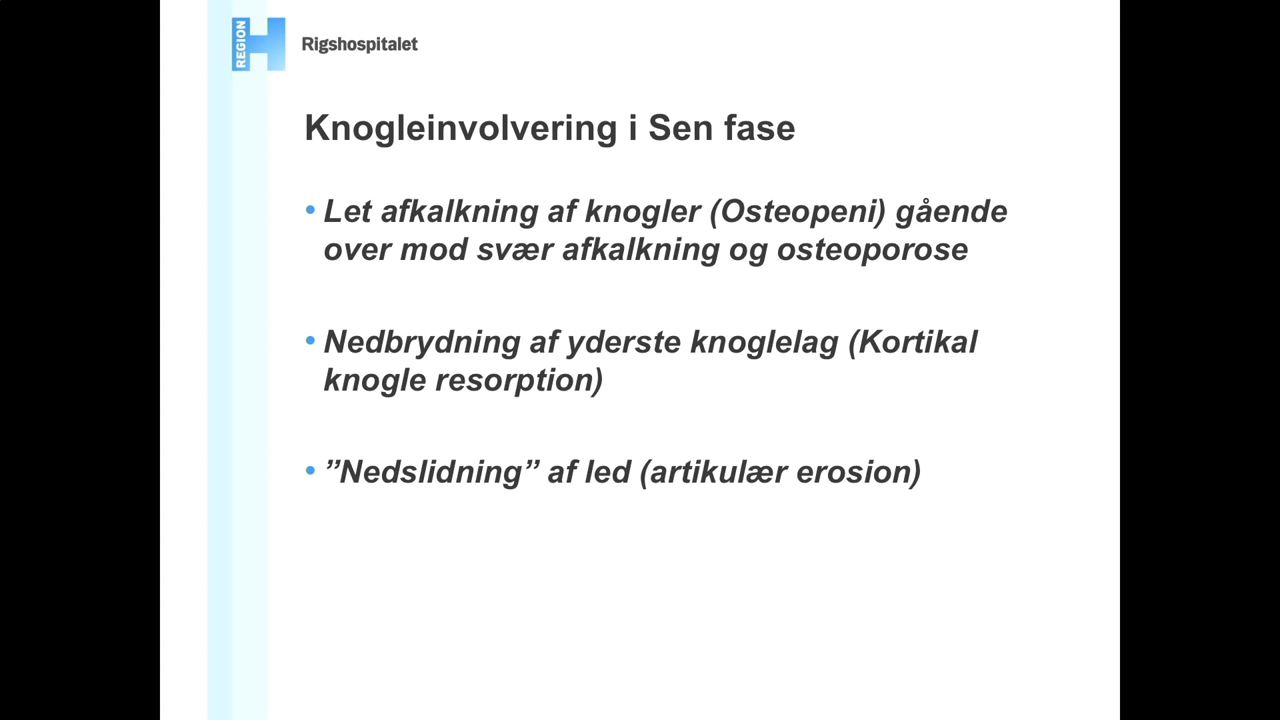 REGION
Rigshospitalet
Knogleinvolvering i Sen fase
• Let afkalkning af knogler (Osteopeni) gående
over mod svær afkalkning og osteoporose
• Nedbrydning af yderste knoglelag (Kortikal
knogle resorption)
• ”Nedslidning” af led (artikulær erosion)